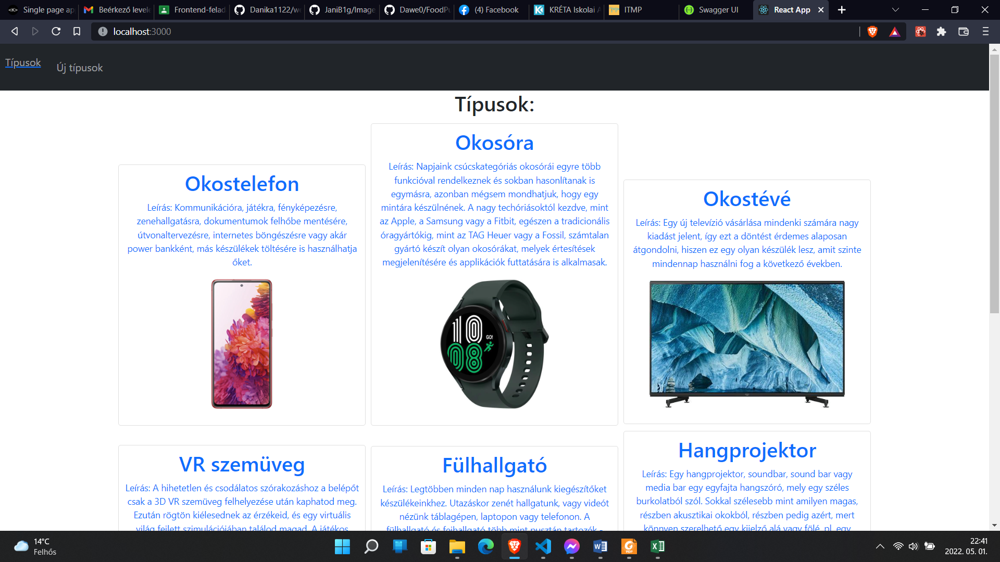 Single page ap
Beérkező levele
Frontend-felad
Danika1122/we
JaniB1g/Image
Dawe0/FoodPu
(4) Facebook
KRÉTA Iskolai A
ITMP
Swagger UI
React App
localhost:3000
Típusok
Új típusok
Típusok:
Okostelefon
Leírás: Kommunikációra, játékra, fényképezésre,
zenehallgatásra, dokumentumok felhőbe mentésére,
útvonaltervezésre, internetes böngészésre vagy akár
power bankként, más készülékek töltésére is használhatja
őket.
Okosóra
Leírás: Napjaink csúcskategóriás okosórái egyre több
funkcióval rendelkeznek és sokban hasonlítanak is
egymásra, azonban mégsem mondhatjuk, hogy egy
mintára készülnének. A nagy techóriásoktól kezdve, mint
az Apple, a Samsung vagy a Fitbit, egészen a tradicionális
óragyártókig, mint az TAG Heuer vagy a Fossil, számtalan
gyártó készít olyan okosórákat, melyek értesítések
megjelenítésére és applikációk futtatására is alkalmasak.
10
GO!
08
Okostévé
Leírás: Egy új televízió vásárlása mindenki számára nagy
kiadást jelent, így ezt a döntést érdemes alaposan
átgondolni, hiszen ez egy olyan készülék lesz, amit szinte
mindennap használni fog a következő években.
VR szemüveg
Leírás: A hihetetlen és csodálatos szórakozáshoz a belépőt
csak a 3D VR szemüveg felhelyezése után kaphatod meg.
Ezután rögtön kiélesednek az érzékeid, és egy virtuális
világ fejlett szimulációjában találod magad. A játékos
Fülhallgató
Leírás: Legtöbben minden nap használunk kiegészítőket
készülékeinkhez. Utazáskor zenét hallgatunk, vagy videót
nézünk táblagépen, laptopon vagy telefonon. A
fülhallgató és fejhallgató több mint pusztán tartozék -
Hangprojektor
Leírás: Egy hangprojektor, soundbar, sound bar vagy
media bar egy egyfajta hangszóró, mely egy széles
burkolatból szól. Sokkal szélesebb mint amilyen magas,
részben akusztikai okokból, részben pedig azért, mert
könnyen szerelhető egy kijelző alá vagy fölé, pl. egy
14°C
Felhős
PDF
22:41
2022. 05. 01.